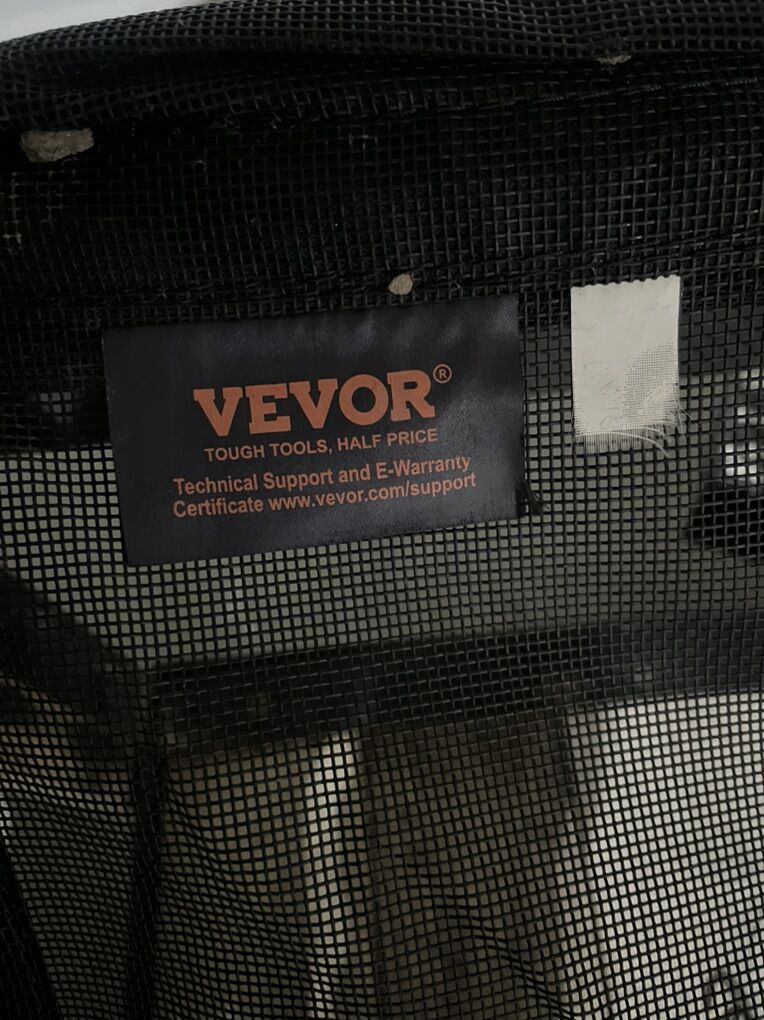 VEVOR®
TOUGH TOOLS, HALF PRICE
Technical Support and E-Warranty
Certificate www.vevor.com/support